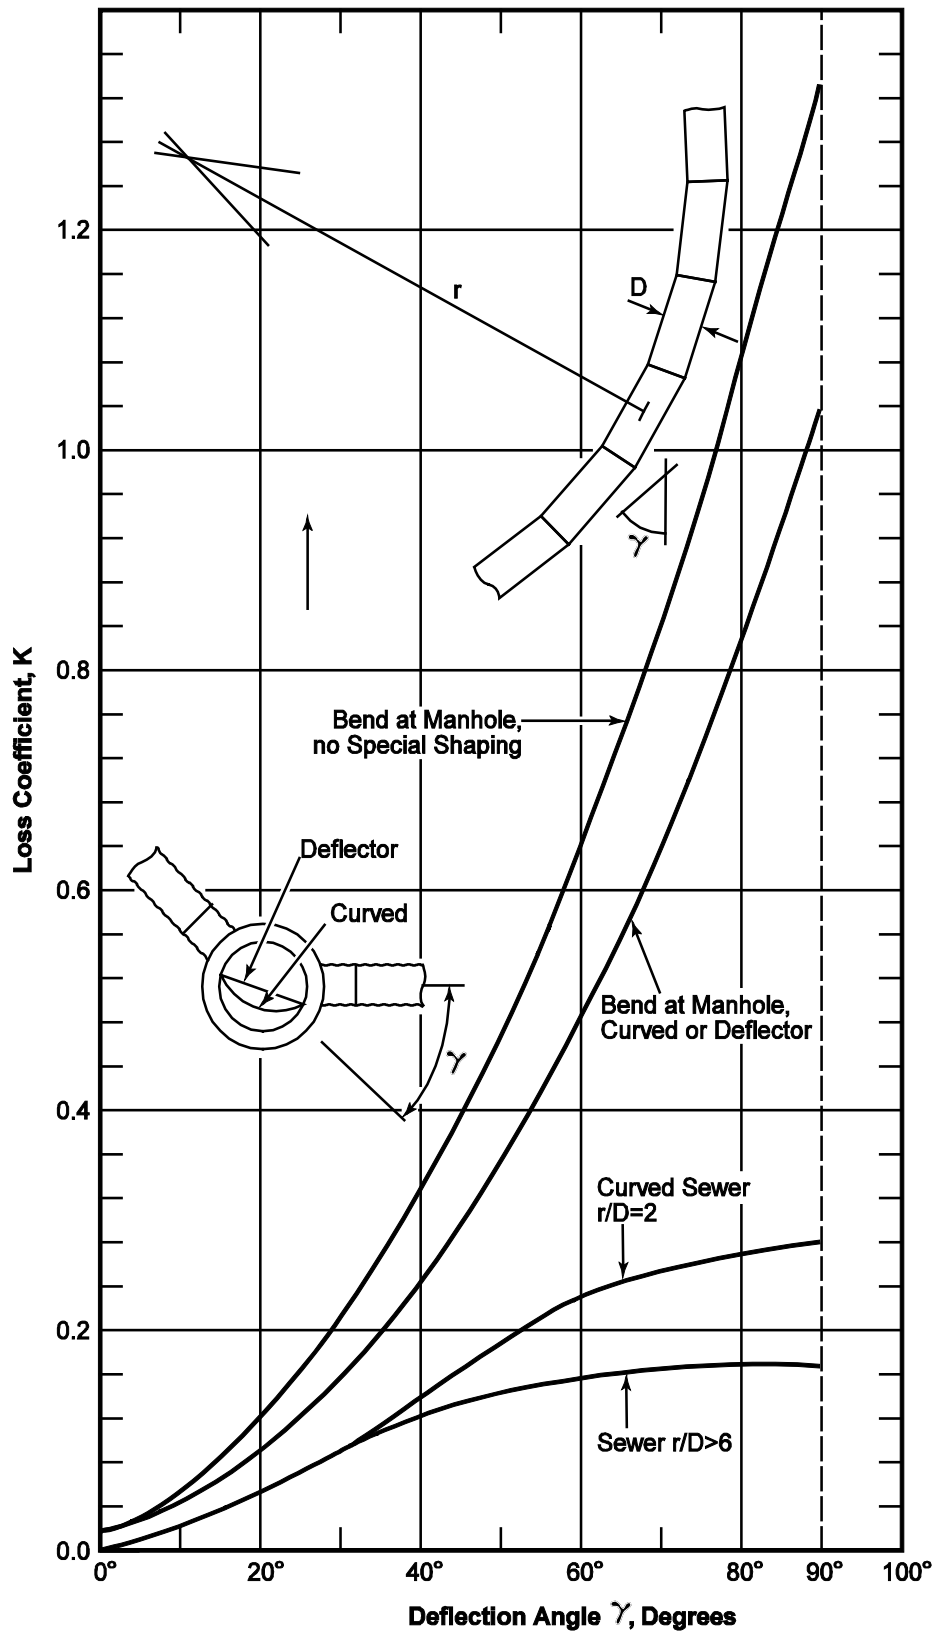 1.2
1.0
0.8
0.6
0.4
0.2
0.0
Loss Coefficient, K
r
D
γ
Bend at Manhole,
no Special Shaping
Deflector
Curved
γ
Bend at Manhole,
Curved or Deflector
Curved Sewer
r/D=2
Sewer r/D>6
0° 20° 40° 60° 80° 90° 100°
Deflection Angle γ, Degrees